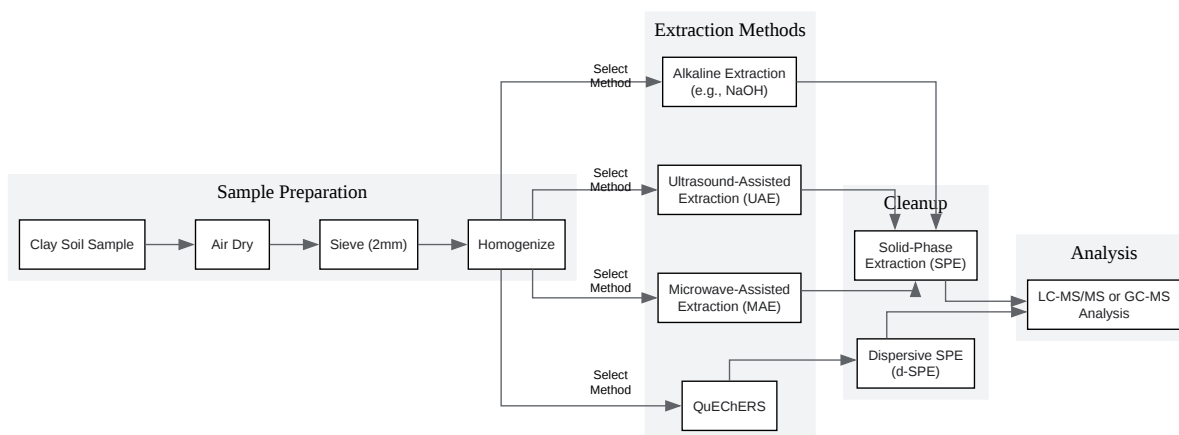 Sample Preparation
Clay Soil Sample
Air Dry
Sieve (2mm)
Homogenize
Select
Method
Select
Method
Select
Method
Select
Method
Extraction Methods
Alkaline Extraction
(e.g., NaOH)
Ultrasound-Assisted
Extraction (UAE)
Microwave-Assisted
Extraction (MAE)
QuEChERS
Cleanup
Solid-Phase
Extraction (SPE)
Dispersive SPE
(d-SPE)
Analysis
LC-MS/MS or GC-MS
Analysis